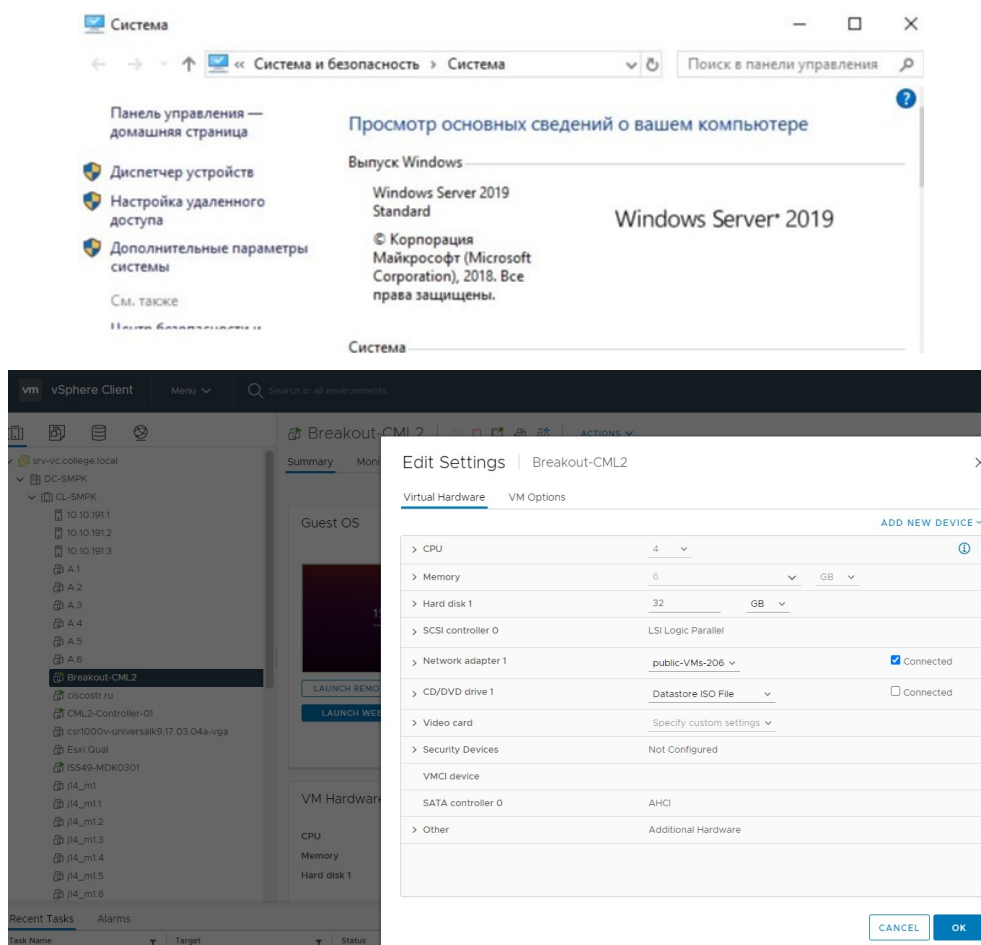 Система
« Система и безопасность › Система
Поиск в панели управления
Панель управления —
домашняя страница
Диспетчер устройств
Настройка удаленного
доступа
Дополнительные параметры
системы
См. также
Просмотр основных сведений о вашем компьютере
Выпуск Windows
Windows Server 2019
Standard
© Корпорация
Майкрософт (Microsoft
Corporation), 2018. Все
права защищены.
Windows Server 2019
Система
vm vSphere Client Menu Search in all environments
srv-vc.college.local
DC-SMPK
CL-SMPK
10.10.191.1
10.10.191.2
10.10.191.3
A.1
A.2
A.3
A.4
A.5
A.6
Breakout-CML2
ciscostr.ru
CML2-Controller-01
csr1000v-universalk9.17.03.04a-vga
Esxi Qual
ISS49-MDK0301
j14_m1
j14_m1.1
j14_m1.2
j14_m1.3
j14_m1.4
j14_m1.5
j14_m1.6
Recent Tasks Alarms
Task Name Target Status
Breakout-CML2 ACTIONS
Summary
Guest OS
VM Hardware
CPU
Memory
Hard disk 1
Edit Settings Breakout-CML2
Virtual Hardware VM Options
ADD NEW DEVICE
CPU 4
Memory 6 GB
Hard disk 1 32 GB
SCSI controller 0 LSI Logic Parallel
Network adapter 1 public-VMs-206 Connected
CD/DVD drive 1 Datastore ISO File Connected
Video card Specify custom settings
Security Devices Not Configured
VMCI device
SATA controller 0 AHCI
Other Additional Hardware
CANCEL OK